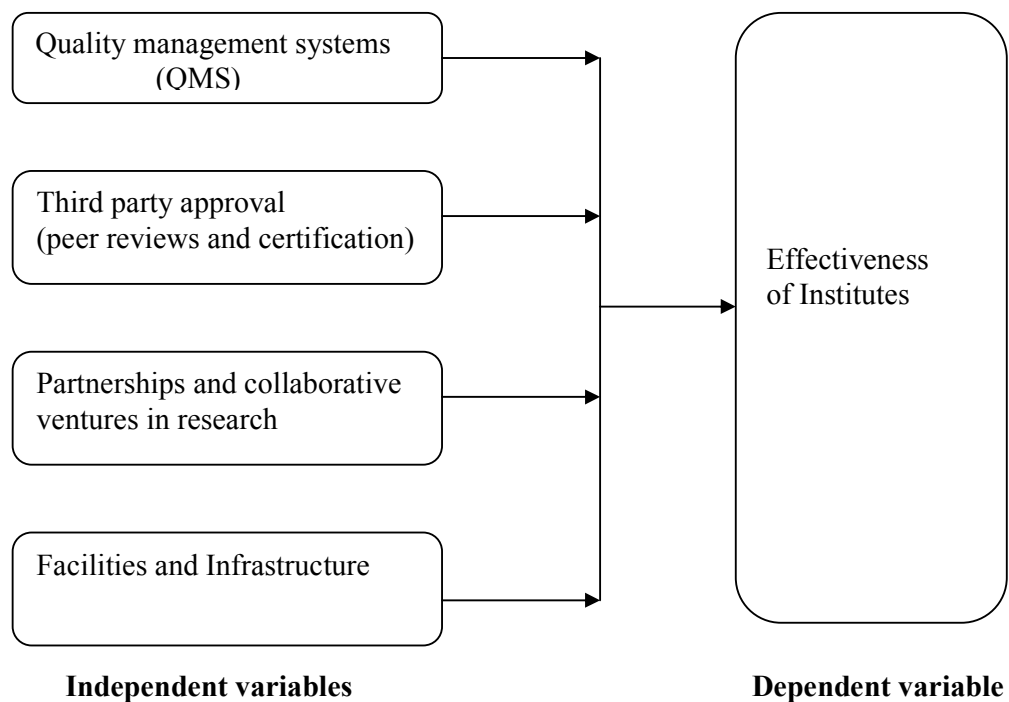 Quality management systems
(QMS)
Third party approval
(peer reviews and certification)
Partnerships and collaborative
ventures in research
Facilities and Infrastructure
Effectiveness
of Institutes
Independent variables
Dependent variable